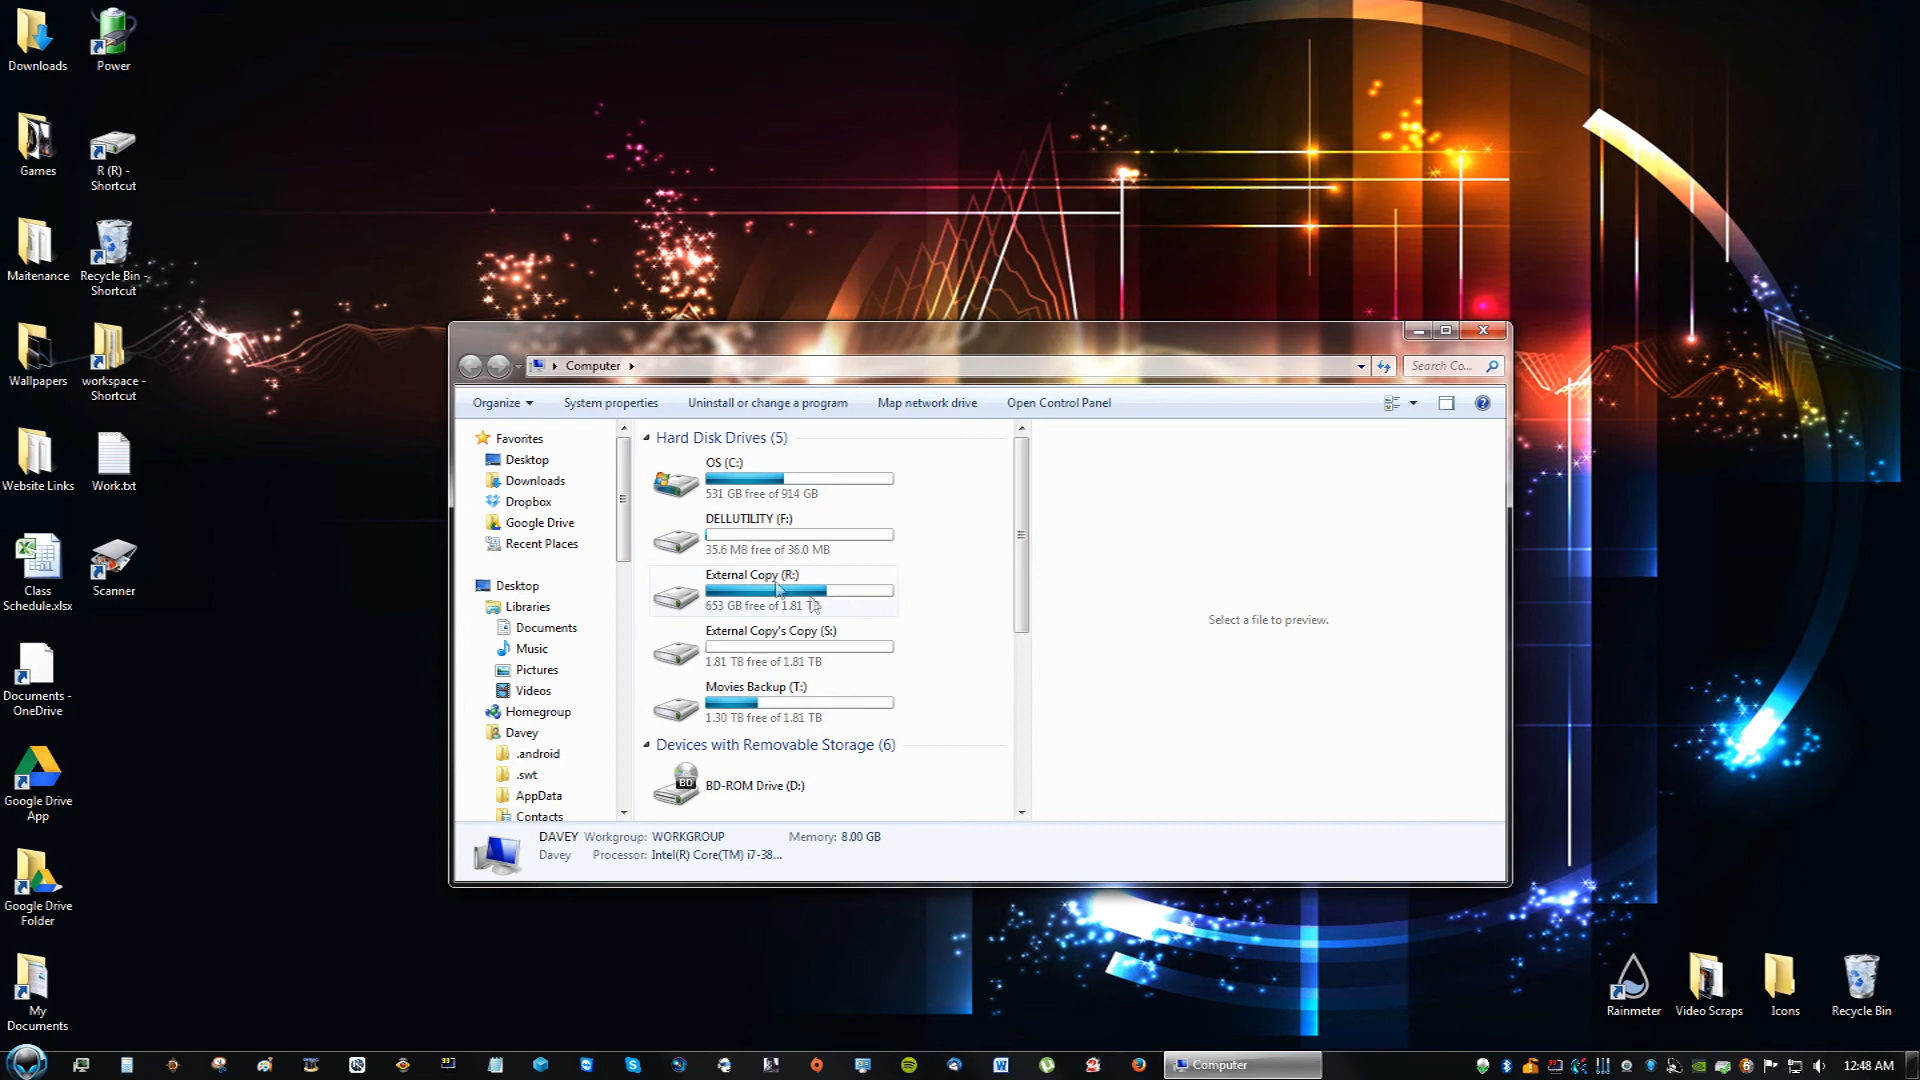 Downloads
Power
Games
R (R) -
Shortcut
Maitenance
Recycle Bin -
Shortcut
Wallpapers
workspace -
Shortcut
Website Links
Work.txt
Class
Schedule.xlsx
Scanner
Documents -
OneDrive
Google Drive
App
Google Drive
Folder
My
Documents
Computer
Search Co...
Organize
System properties
Uninstall or change a program
Map network drive
Open Control Panel
Favorites
Desktop
Downloads
Dropbox
Google Drive
Recent Places
Desktop
Libraries
Documents
Music
Pictures
Videos
Homegroup
Davey
.android
.swt
AppData
Contacts
Hard Disk Drives (5)
OS (C:)
531 GB free of 914 GB
DELLUTILITY (F:)
35.6 MB free of 36.0 MB
External Copy (R:)
653 GB free of 1.81 TB
External Copy's Copy (S:)
1.81 TB free of 1.81 TB
Movies Backup (T:)
1.30 TB free of 1.81 TB
Devices with Removable Storage (6)
BD
BD-ROM Drive (D:)
Select a file to preview.
DAVEY Workgroup: WORKGROUP Memory: 8.00 GB
Davey Processor: Intel(R) Core(TM) i7-38...
Rainmeter
Video Scraps
Icons
Recycle Bin
Computer
12:48 AM